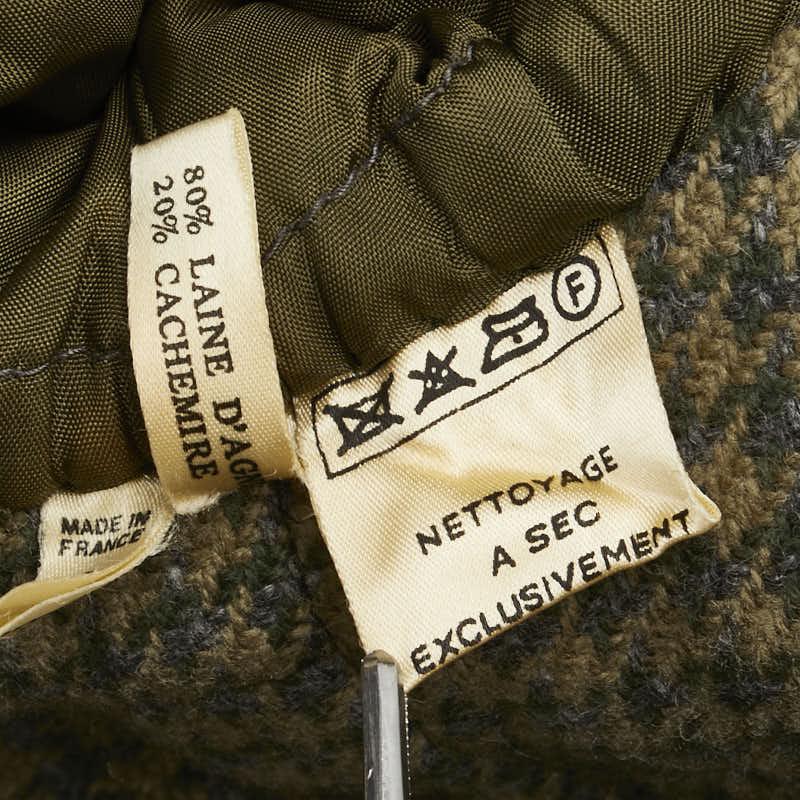 80% LAINE D'AG
20% CACHEMIRE
MADE IN
FRANCE
F
NETTOYAGE
A SEC
EXCLUSIVEMENT